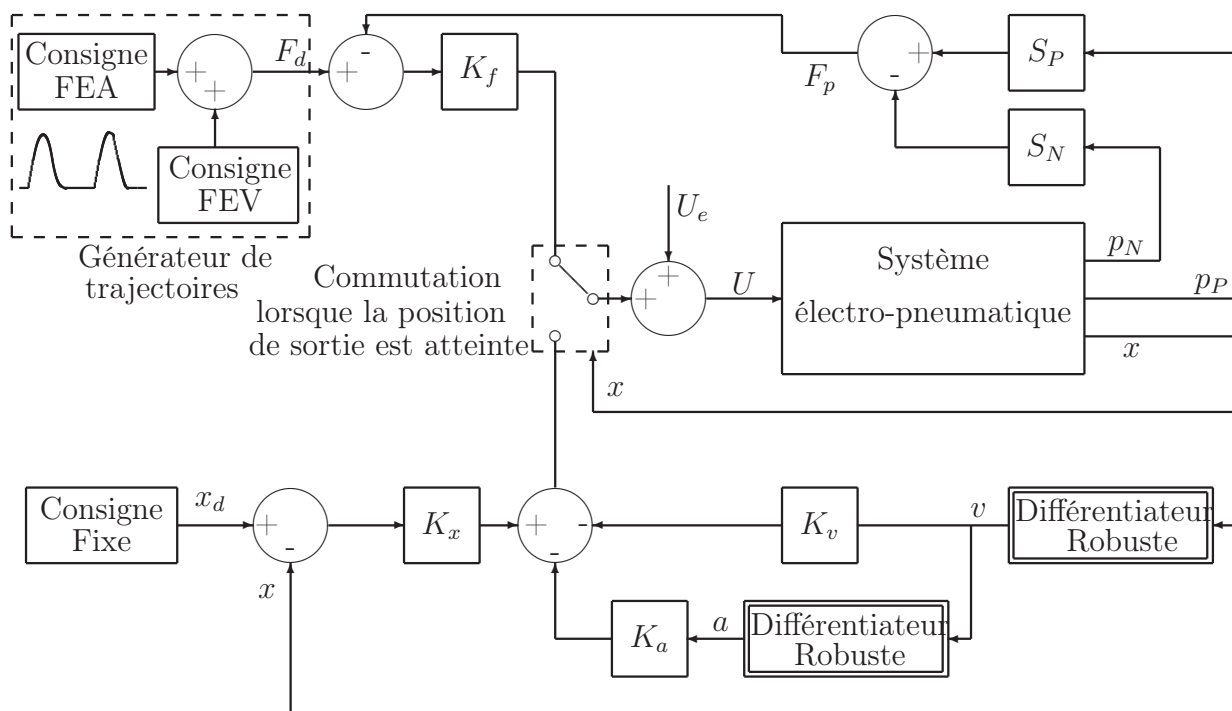 Consigne
FEA
+
+
F_d
+
-
K_f
F_p
+
-
S_P
S_N
Consigne
FEV
Générateur de
trajectoires
Commutation
lorsque la position
de sortie est atteinte
U_e
+
+
U
Système
électro-pneumatique
p_N
p_P
x
x
Consigne
Fixe
x_d
+
-
x
K_x
+
-
-
K_v
v
Différentiateur
Robuste
K_a
a
Différentiateur
Robuste